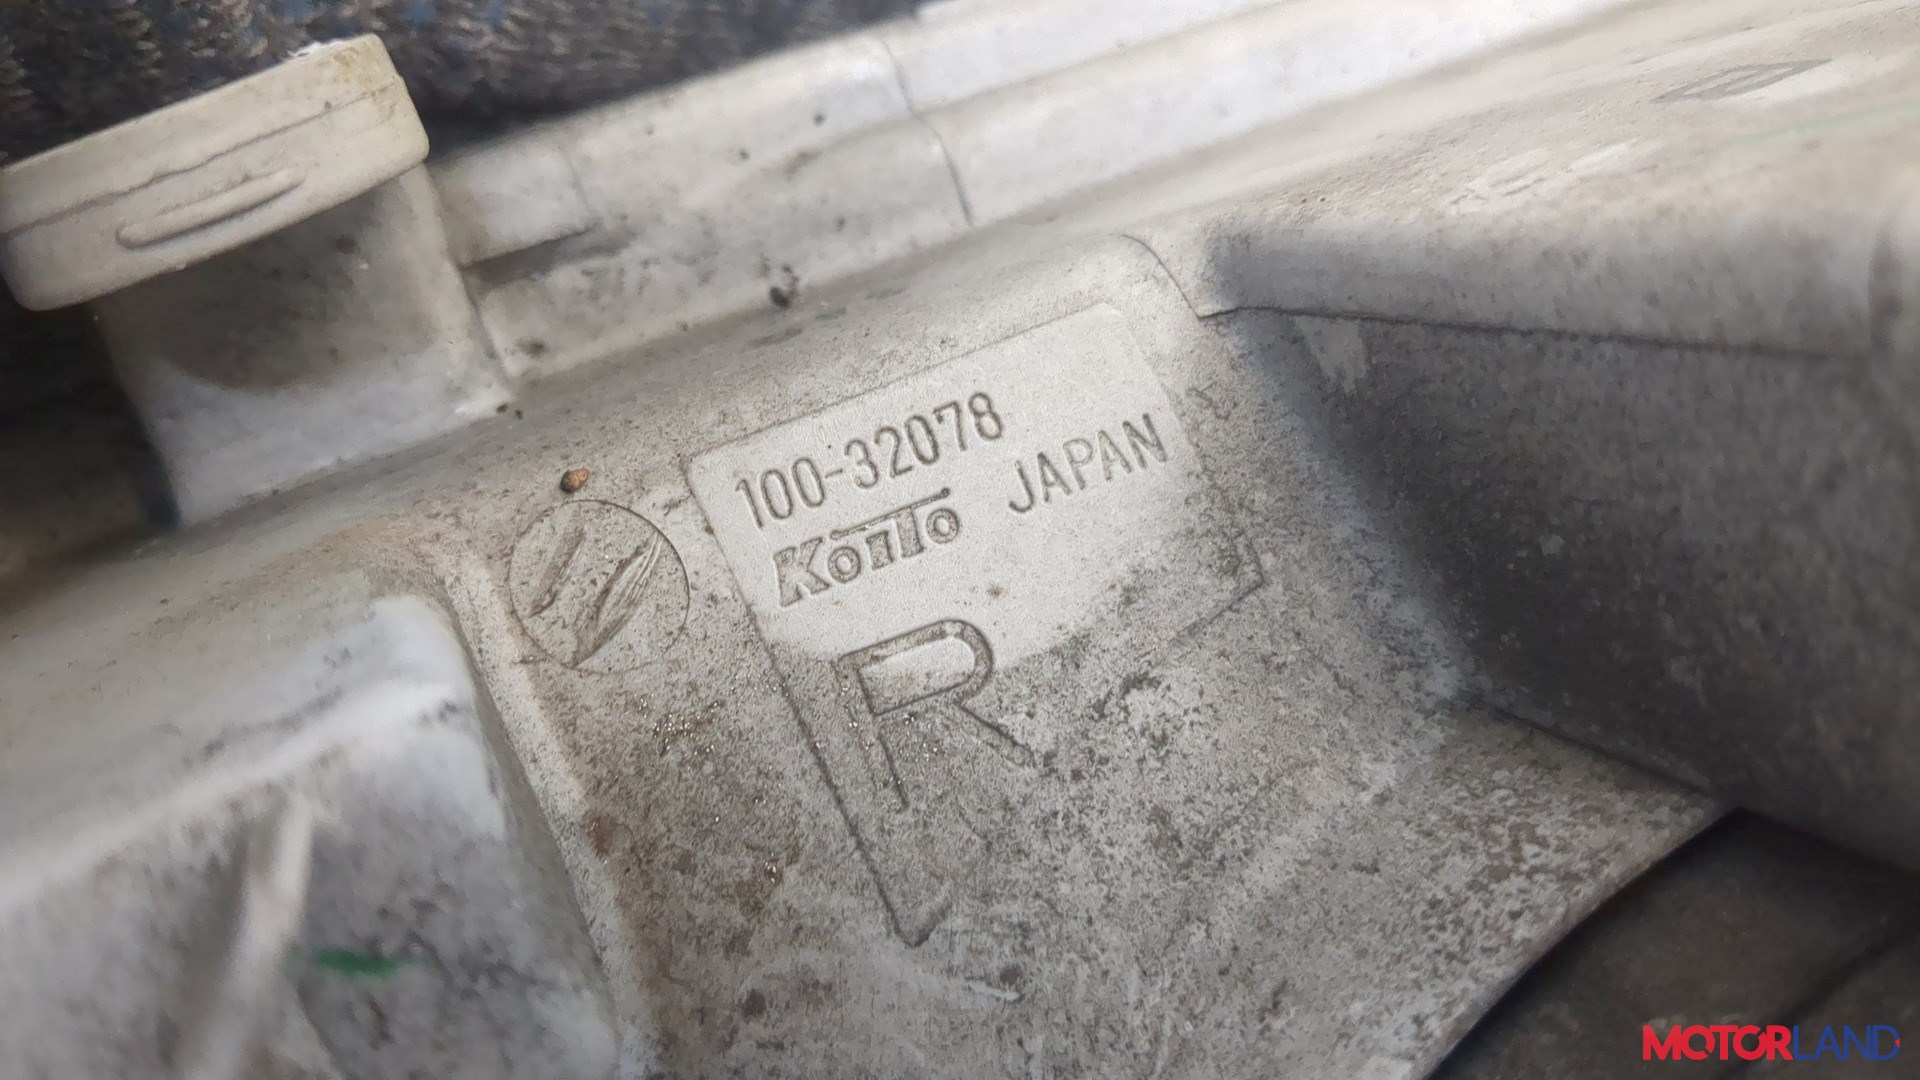 100-32078
KOITO JAPAN
R
MOTORLAND